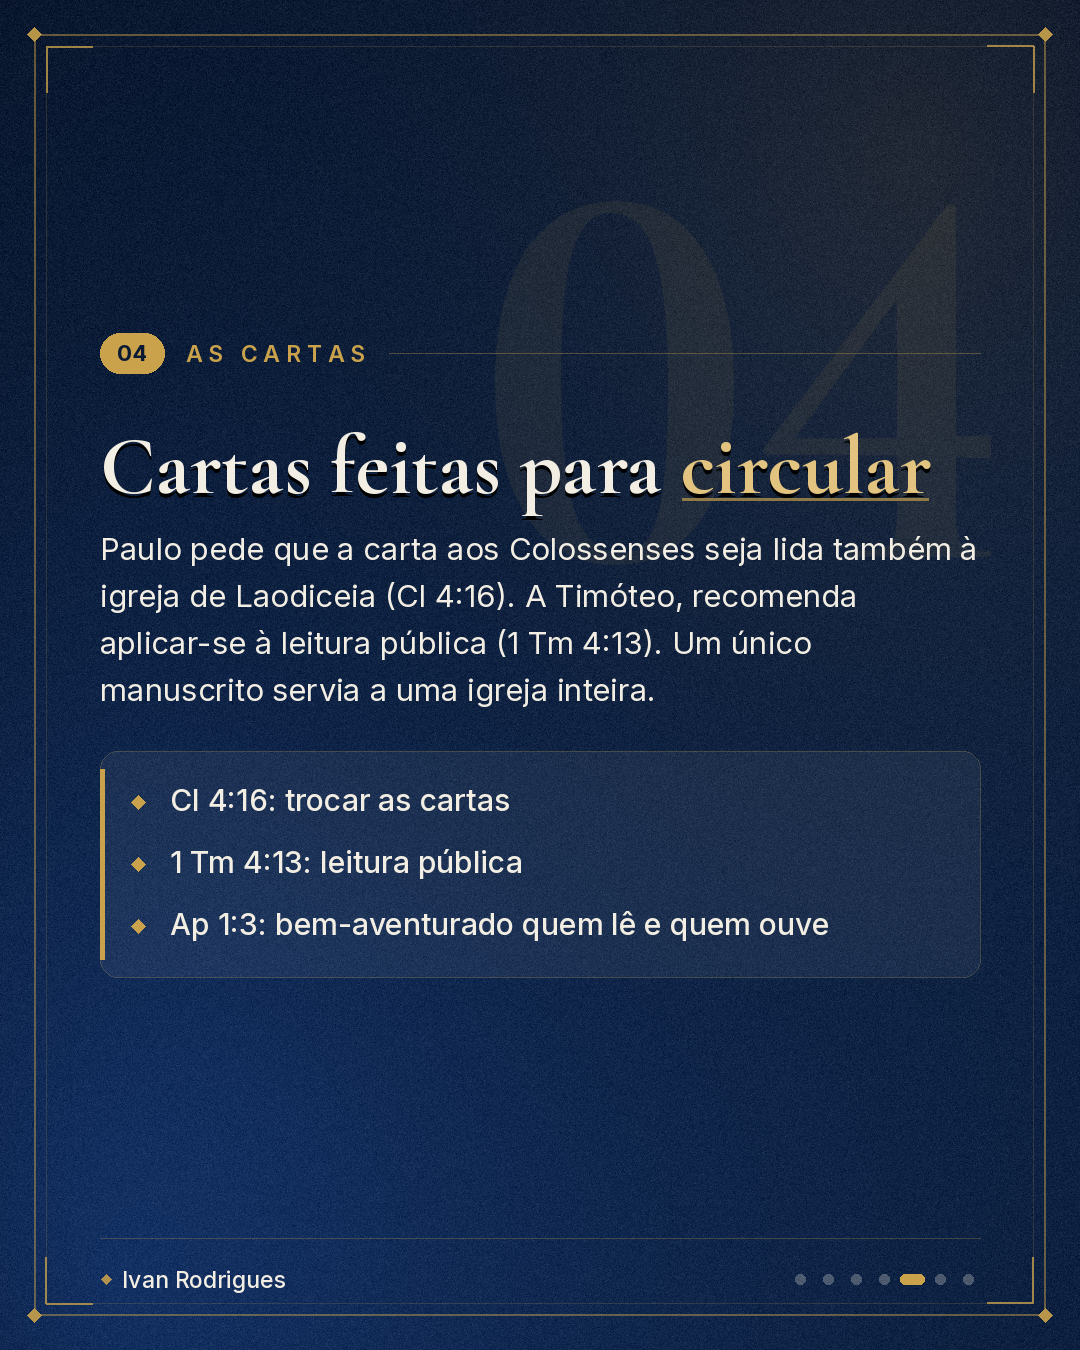 04
04 AS CARTAS
Cartas feitas para circular
Paulo pede que a carta aos Colossenses seja lida também à
igreja de Laodiceia (Cl 4:16). A Timóteo, recomenda
aplicar-se à leitura pública (1 Tm 4:13). Um único
manuscrito servia a uma igreja inteira.
Cl 4:16: trocar as cartas
1 Tm 4:13: leitura pública
Ap 1:3: bem-aventurado quem lê e quem ouve
Ivan Rodrigues